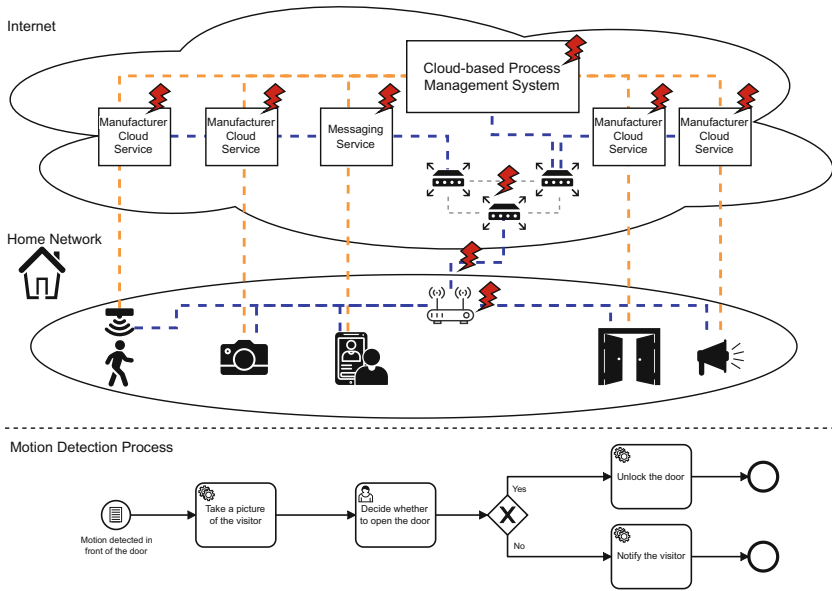 Internet
Cloud-based Process
Management System
Manufacturer
Cloud
Service
Manufacturer
Cloud
Service
Messaging
Service
Manufacturer
Cloud
Service
Manufacturer
Cloud
Service
Home Network
Motion Detection Process
Motion detected in
front of the door
Take a picture
of the visitor
Decide whether
to open the door
X
Yes
No
Unlock the door
Notify the visitor